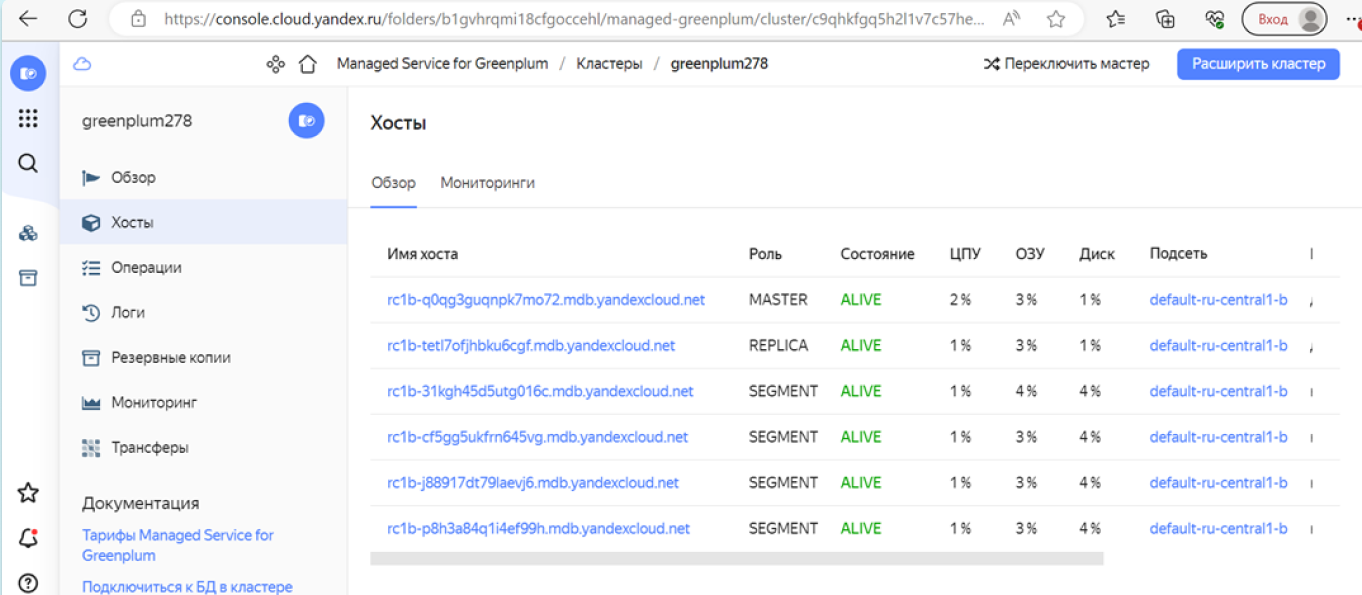 https://console.cloud.yandex.ru/folders/b1gvhrqmi18cfgoccehl/managed-greenplum/cluster/c9qhkfgq5h2l1v7c57he...
Вход
Managed Service for Greenplum / Кластеры / greenplum278
Переключить мастер
Расширить кластер
greenplum278
Обзор
Хосты
Операции
Логи
Резервные копии
Мониторинг
Трансферы
Документация
Тарифы Managed Service for
Greenplum
Подключиться к БД в кластере
Хосты
Обзор Мониторинги
Имя хоста Роль Состояние ЦПУ ОЗУ Диск Подсеть
rc1b-q0qg3guqnpk7mo72.mdb.yandexcloud.net MASTER ALIVE 2 % 3 % 1 % default-ru-central1-b
rc1b-tetl7ofjhbku6cgf.mdb.yandexcloud.net REPLICA ALIVE 1 % 3 % 1 % default-ru-central1-b
rc1b-31kgh45d5utg016c.mdb.yandexcloud.net SEGMENT ALIVE 1 % 4 % 4 % default-ru-central1-b
rc1b-cf5gg5ukfrn645vg.mdb.yandexcloud.net SEGMENT ALIVE 1 % 3 % 4 % default-ru-central1-b
rc1b-j88917dt79laevj6.mdb.yandexcloud.net SEGMENT ALIVE 1 % 3 % 4 % default-ru-central1-b
rc1b-p8h3a84q1i4ef99h.mdb.yandexcloud.net SEGMENT ALIVE 1 % 3 % 4 % default-ru-central1-b